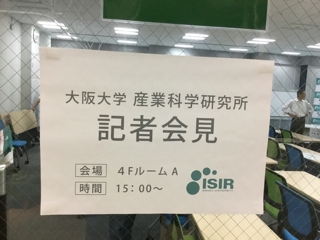 大阪大学 産業科学研究所
記者会見
会場 4FルームA
時間 15:00～
ISIR